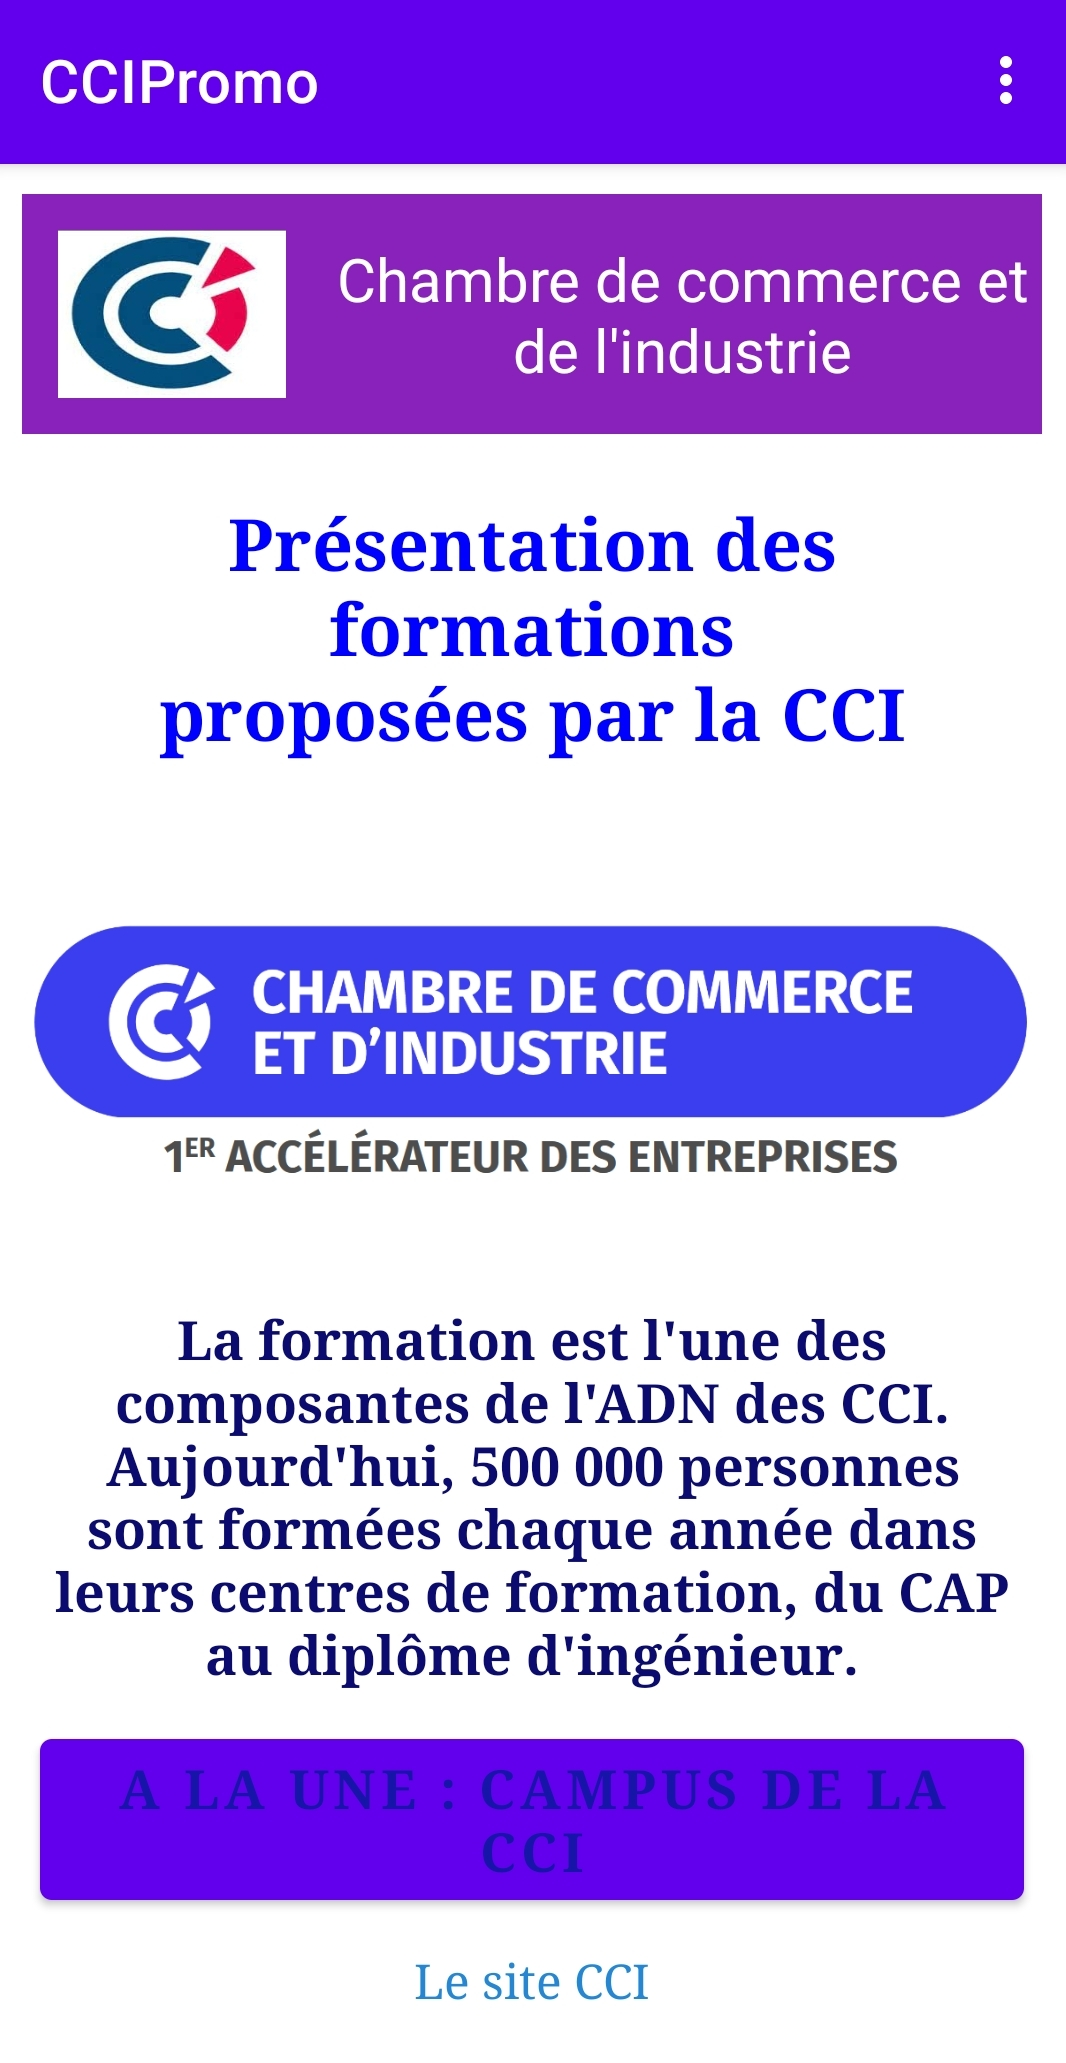 CCIPromo
Chambre de commerce et
de l'industrie
Présentation des
formations
proposées par la CCI
CHAMBRE DE COMMERCE
ET D’INDUSTRIE
1ER ACCÉLÉRATEUR DES ENTREPRISES
La formation est l'une des
composantes de l'ADN des CCI.
Aujourd'hui, 500 000 personnes
sont formées chaque année dans
leurs centres de formation, du CAP
au diplôme d'ingénieur.
A LA UNE : CAMPUS DE LA
CCI
Le site CCI